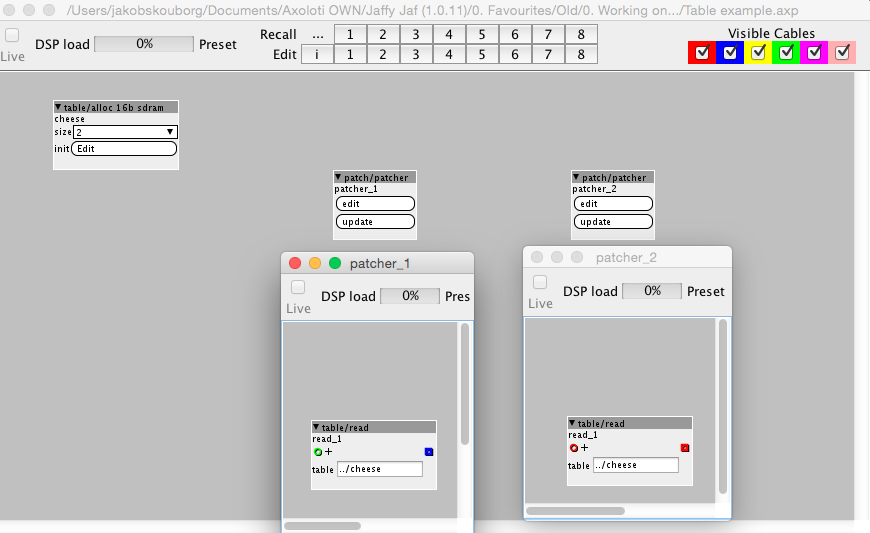 /Users/jakobskouborg/Documents/Axoloti OWN/Jaffy Jaf (1.0.11)/0. Favourites/Old/0. Working on.../Table example.axp
Live
DSP load 0% Preset
Recall ... 1 2 3 4 5 6 7 8
Edit i 1 2 3 4 5 6 7 8
Visible Cables
table/alloc 16b sdram
cheese
size 2
init Edit
patch/patcher
patcher_1
edit
update
patch/patcher
patcher_2
edit
update
patcher_1
Live
DSP load 0% Pres
table/read
read_1
+
table ../cheese
patcher_2
Live
DSP load 0% Preset
table/read
read_1
+
table ../cheese